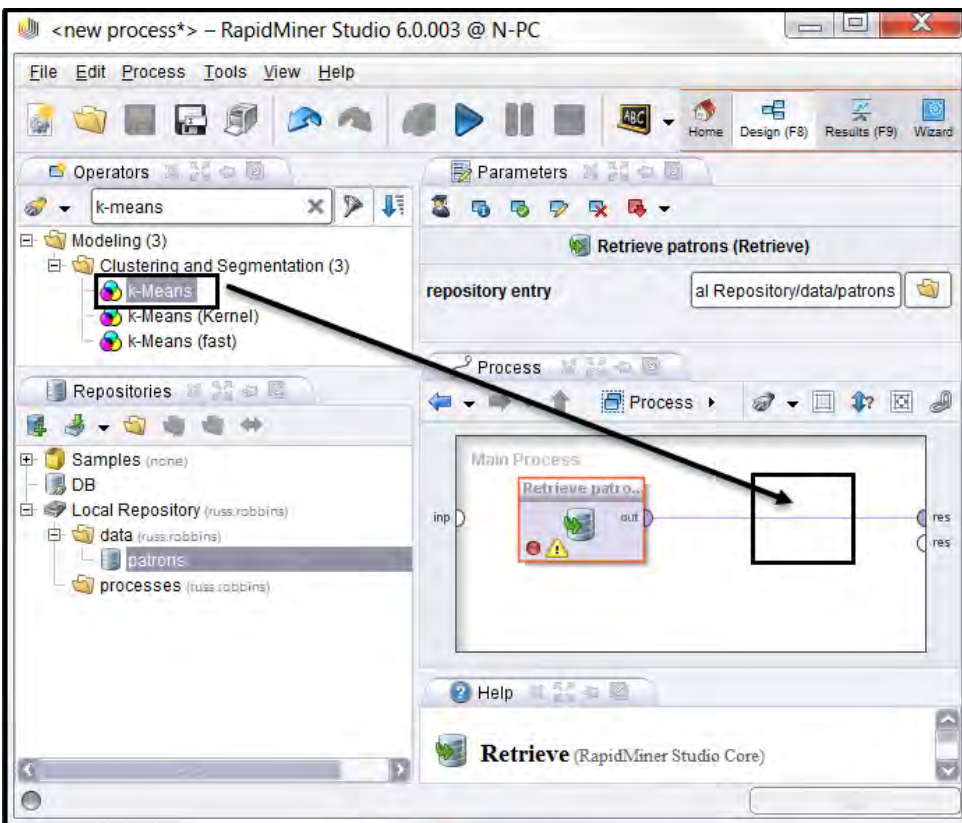 <new process*> – RapidMiner Studio 6.0.003 @ N-PC
File Edit Process Tools View Help
ABC
Home Design (F8) Results (F9) Wizard
Operators
k-means
Modeling (3)
Clustering and Segmentation (3)
k-Means
k-Means (Kernel)
k-Means (fast)
Parameters
Retrieve patrons (Retrieve)
repository entry al Repository/data/patrons
Repositories
Samples (none)
DB
Local Repository (russ.robbins)
data (russ.robbins)
patrons
processes (russ.robbins)
Process
Process
Main Process
Retrieve patro...
inp out res
res
Help
Retrieve (RapidMiner Studio Core)